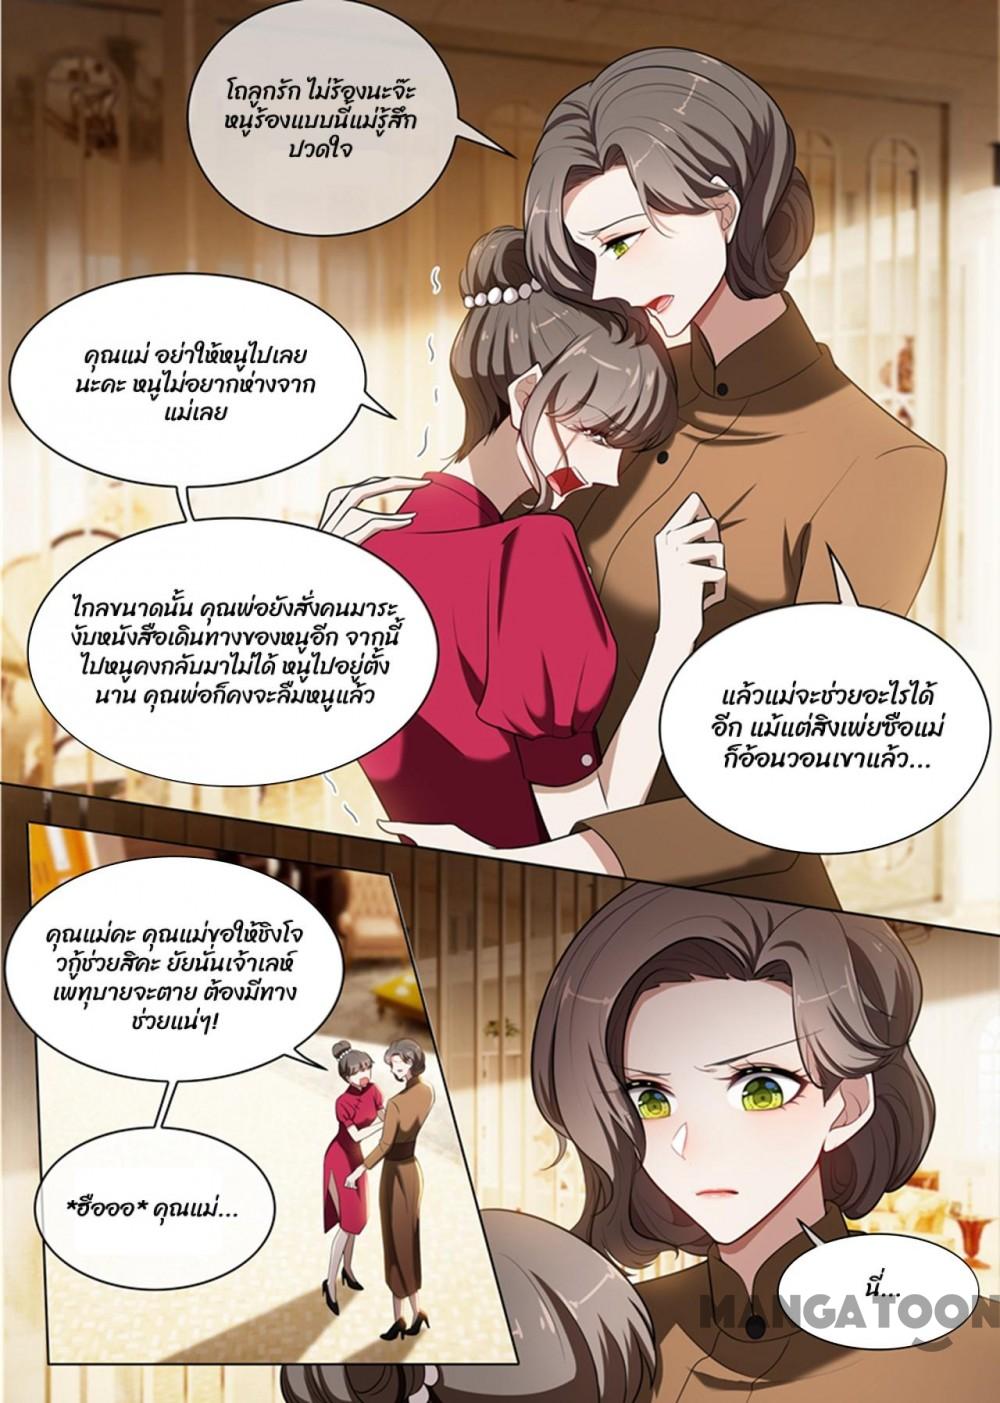 โถลูกรัก ไม่ร้องนะจ๊ะ
หนูร้องแบบนี้แม่รู้สึก
ปวดใจ
คุณแม่ อย่าให้หนูไปเลย
นะคะ หนูไม่อยากห่างจาก
แม่เลย
ไกลขนาดนั้น คุณพ่อยังสั่งคนมาระ
งับหนังสือเดินทางของหนูอีก จากนี้
ไปหนูคงกลับมาไม่ได้ หนูไปอยู่ตั้ง
นาน คุณพ่อก็คงจะลืมหนูแล้ว
แล้วแม่จะช่วยอะไรได้
อีก แม้แต่สิงเพ่ยซือแม่
ก็อ้อนวอนเขาแล้ว...
คุณแม่คะ คุณแม่ขอให้ชิงโจ
วกู้ช่วยสิคะ ยัยนั่นเจ้าเลห์
เพทุบายจะตาย ต้องมีทาง
ช่วยแน่ๆ!
*ฮือออ* คุณแม่...
นี่...
MANGATOON